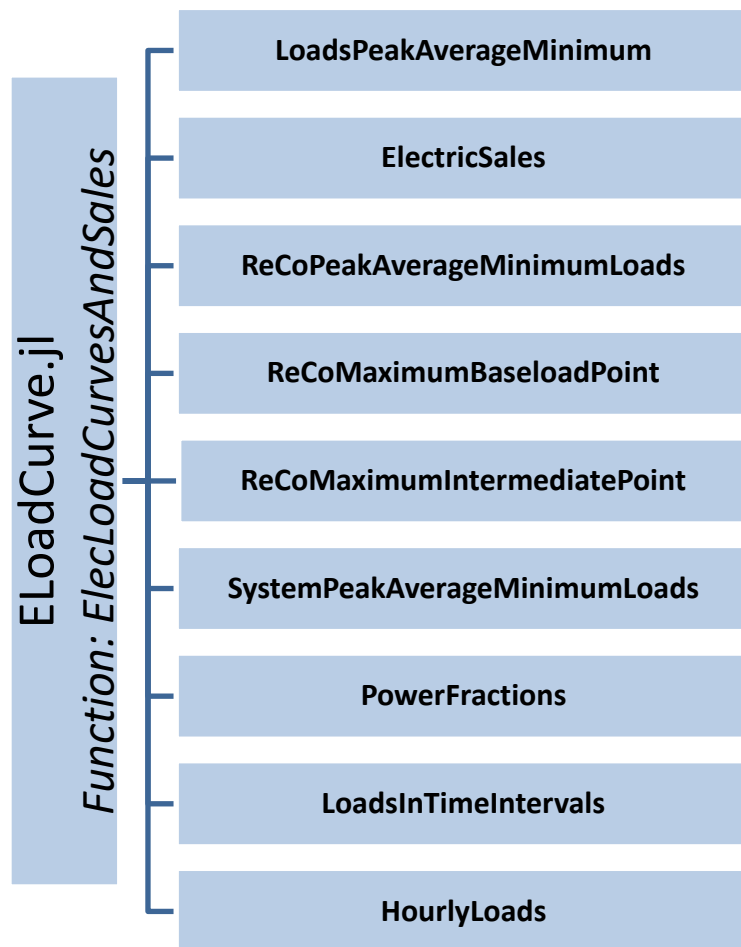 ELoadCurve.jl
Function: ElecLoadCurvesAndSales
LoadsPeakAverageMinimum
ElectricSales
ReCoPeakAverageMinimumLoads
ReCoMaximumBaseloadPoint
ReCoMaximumIntermediatePoint
SystemPeakAverageMinimumLoads
PowerFractions
LoadsInTimeIntervals
HourlyLoads